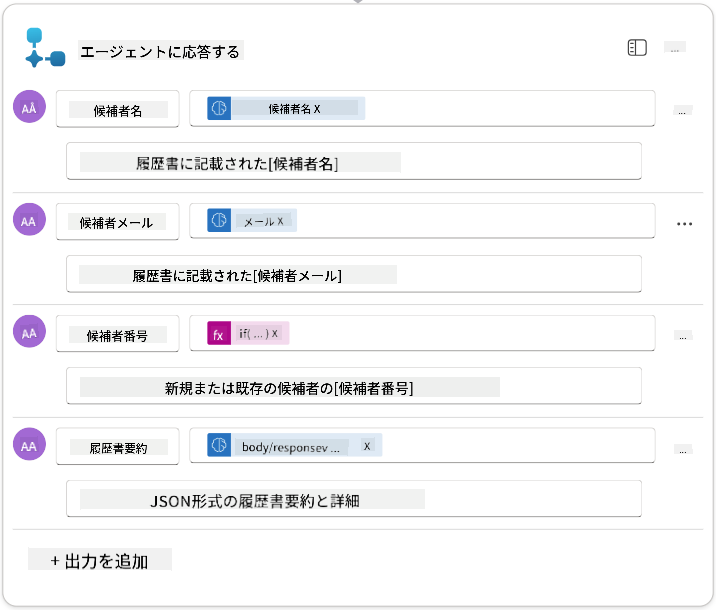 エージェントに応答する
...
AA 候補者名 候補者名 X ...
履歴書に記載された[候補者名]
AA 候補者メール メール X ...
履歴書に記載された[候補者メール]
AA 候補者番号 fx if( ... ) X ...
新規または既存の候補者の[候補者番号]
AA 履歴書要約 body/responsev ... X ...
JSON形式の履歴書要約と詳細
+ 出力を追加